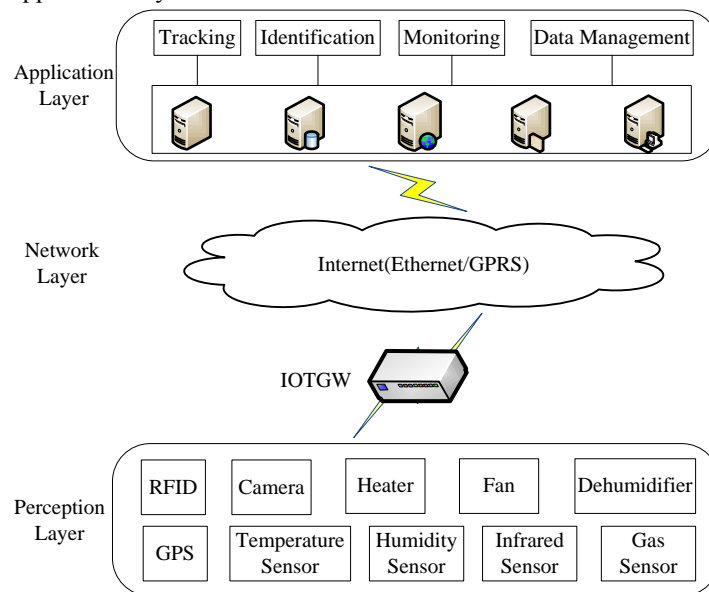 Tracking Identification Monitoring Data Management
Application
Layer
Network
Layer
Internet(Ethernet/GPRS)
IOTGW
RFID Camera Heater Fan Dehumidifier
Perception
Layer
GPS
Temperature
Sensor
Humidity
Sensor
Infrared
Sensor
Gas
Sensor